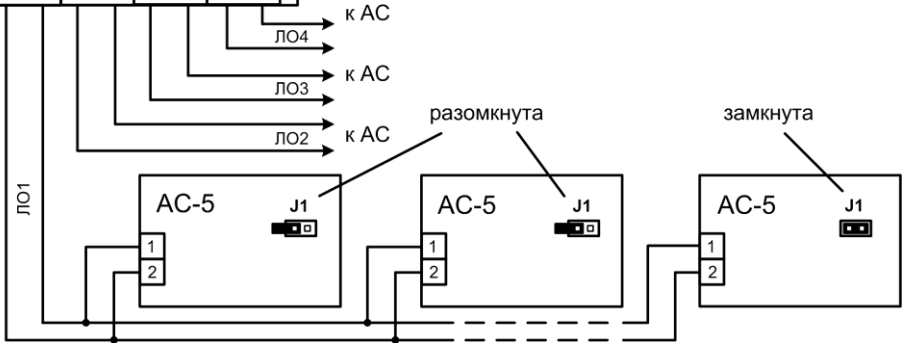 к АС
ЛО4
к АС
ЛО3
к АС
ЛО2
разомкнута
замкнута
ЛО1
АС-5
J1
1
2
АС-5
J1
1
2
АС-5
J1
1
2